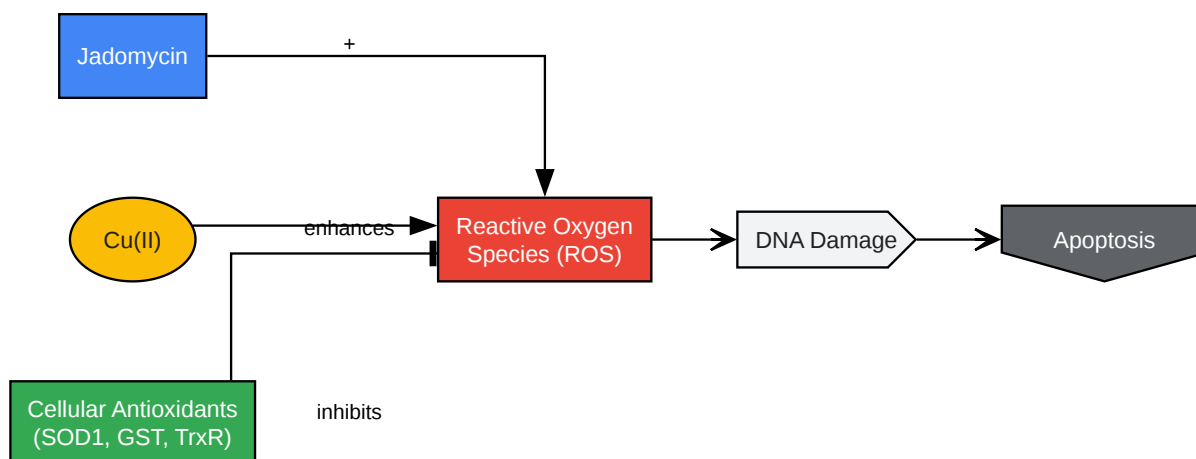 Jadomycin
+
Cu(II)
enhances
Reactive Oxygen
Species (ROS)
DNA Damage
Apoptosis
Cellular Antioxidants
(SOD1, GST, TrxR)
inhibits